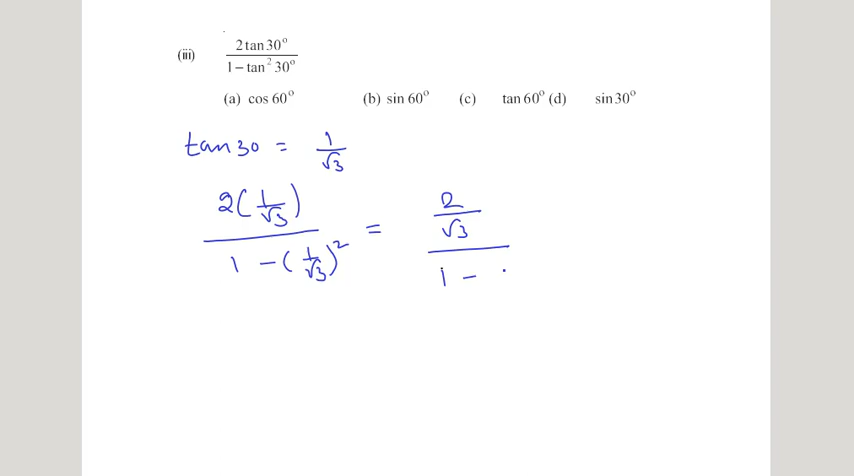 (iii) 2 tan 30° / 1 − tan² 30°
(a) cos 60° (b) sin 60° (c) tan 60° (d) sin 30°
tan 30 = 1/√3
2(1/√3) / 1 − (1/√3)² = 2/√3 / 1 −